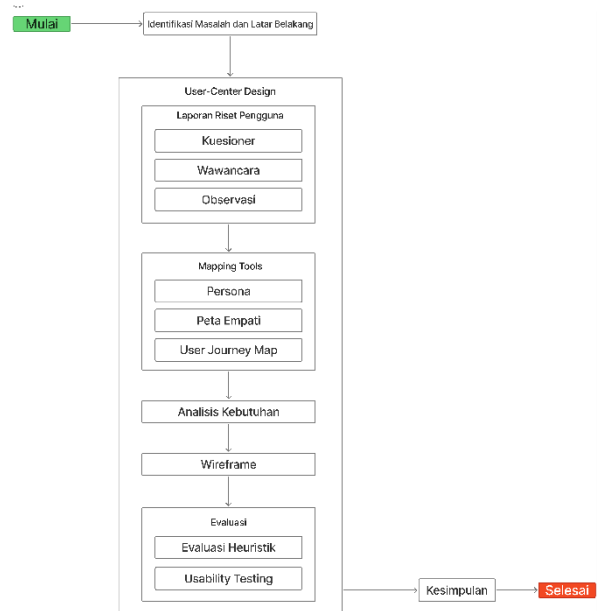 Mulai
Identifikasi Masalah dan Latar Belakang
User-Center Design
Laporan Riset Pengguna
Kuesioner
Wawancara
Observasi
Mapping Tools
Persona
Peta Empati
User Journey Map
Analisis Kebutuhan
Wireframe
Evaluasi
Evaluasi Heuristik
Usability Testing
Kesimpulan
Selesai